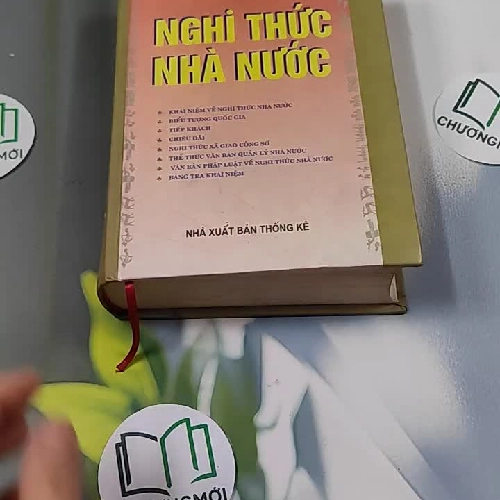 NGHI THỨC
NHÀ NƯỚC
KHÁI NIỆM VỀ NGHI THỨC NHÀ NƯỚC
BIỂU TƯỢNG QUỐC GIA
TIẾP KHÁCH
CHIÊU ĐÃI
NGHI THỨC XÃ GIAO CÔNG SỞ
THỂ THỨC VĂN BẢN QUẢN LÝ NHÀ NƯỚC
VĂN BẢN PHÁP LUẬT VỀ NGHI THỨC NHÀ NƯỚC
BẢNG TRA KHÁI NIỆM
NHÀ XUẤT BẢN THỐNG KÊ
MỚI
CHƯƠNG
MỚI